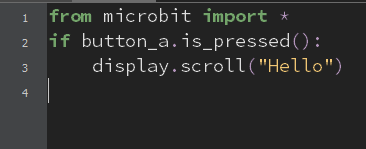 1 from microbit import *
2 if button_a.is_pressed():
3     display.scroll("Hello")
4